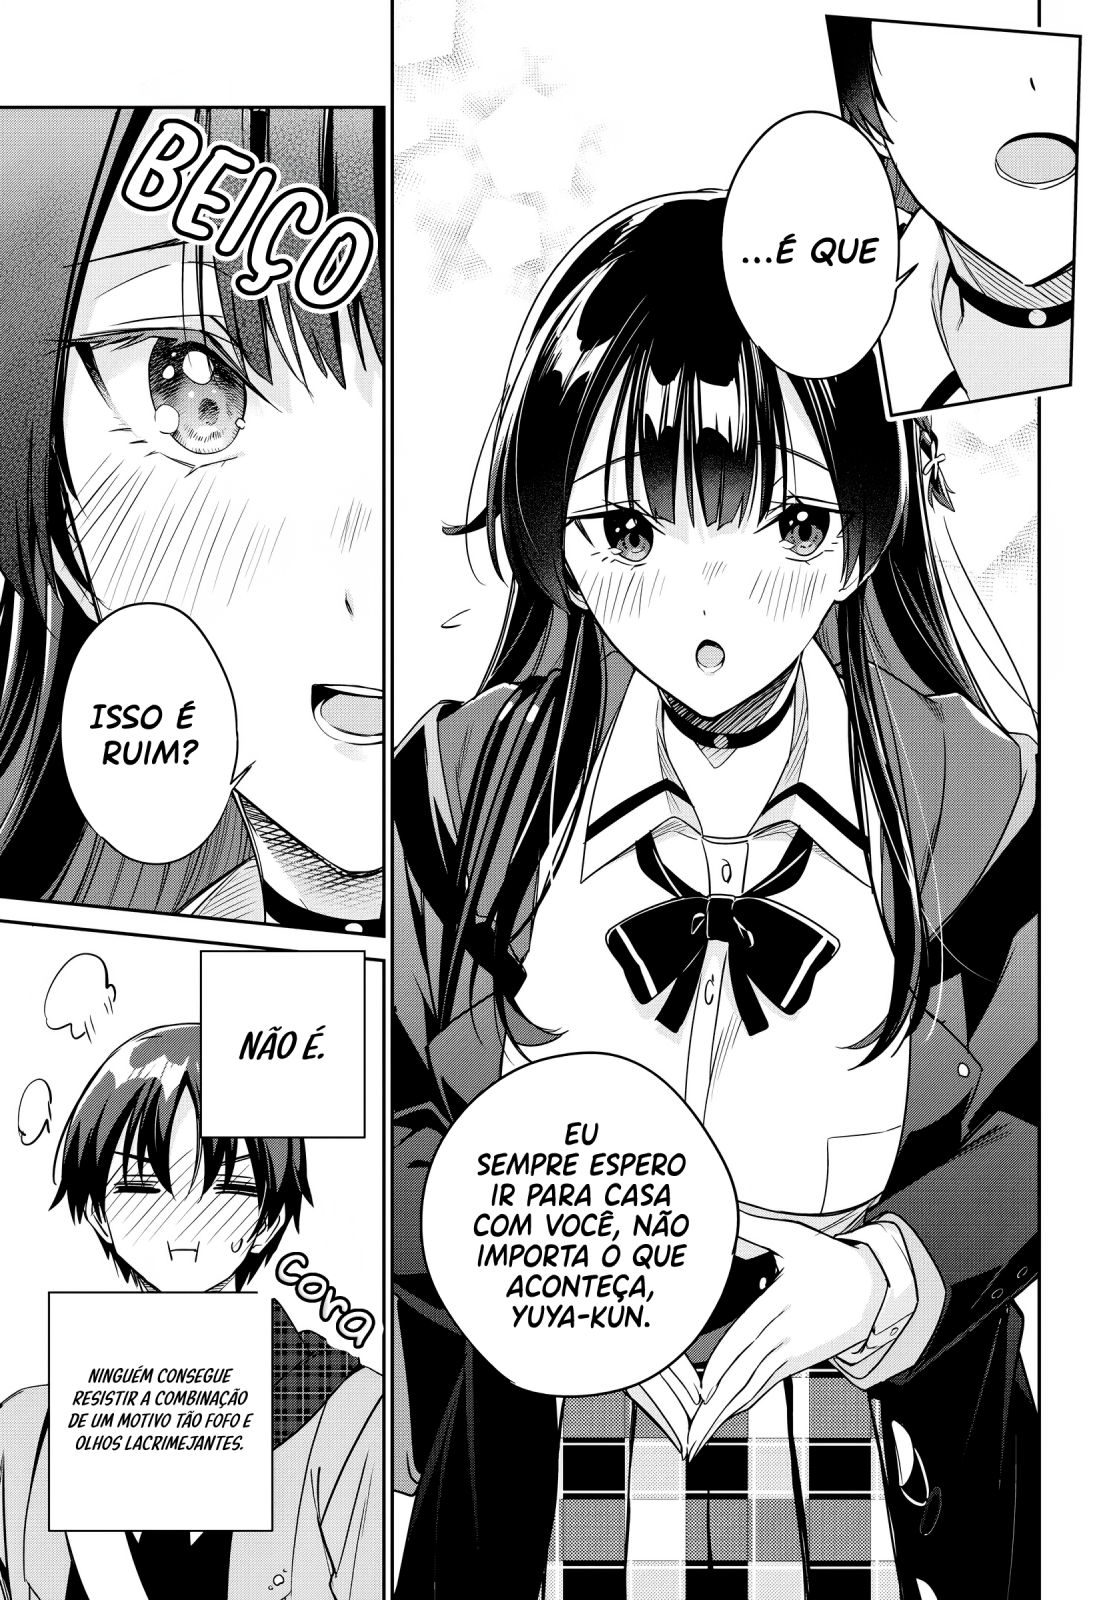 ...É QUE
EU
SEMPRE ESPERO
IR PARA CASA
COM VOCÊ, NÃO
IMPORTA O QUE
ACONTEÇA,
YUYA-KUN.
BEIÇO
ISSO É
RUIM?
NÃO É.
cora
NINGUÉM CONSEGUE
RESISTIR A COMBINAÇÃO
DE UM MOTIVO TÃO FOFO E
OLHOS LACRIMEJANTES.